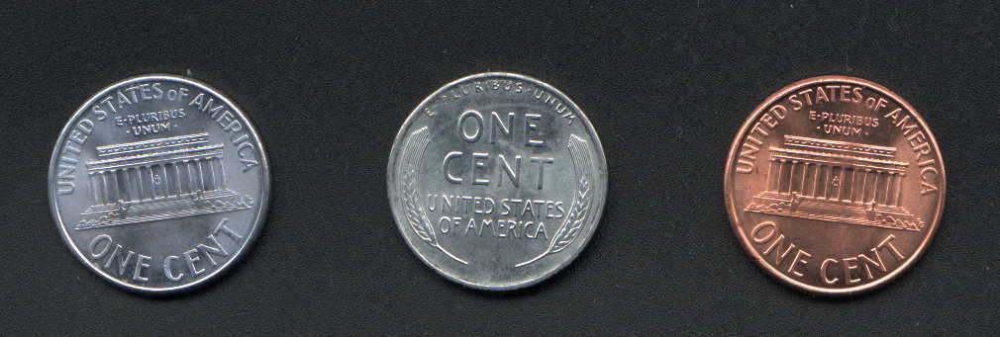 UNITED STATES OF AMERICA
E·PLURIBUS
·UNUM·
ONE CENT
E·PLURIBUS·UNUM
ONE
CENT
UNITED STATES
OF AMERICA
UNITED STATES OF AMERICA
E·PLURIBUS
·UNUM·
ONE CENT